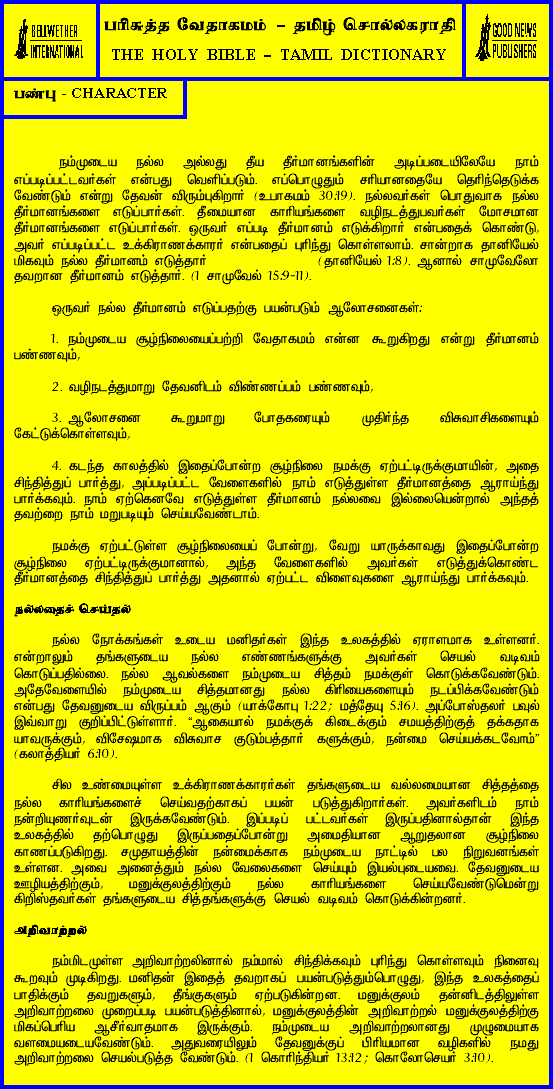 BELLWETHER
INTERNATIONAL
பரிசுத்த வேதாகமம் – தமிழ் சொல்லகராதி
THE HOLY BIBLE – TAMIL DICTIONARY
GOOD NEWS
PUBLISHERS
பண்பு - CHARACTER
நம்முடைய நல்ல அல்லது தீய தீர்மானங்களின் அடிப்படையிலேயே நாம்
எப்படிப்பட்டவர்கள் என்பது வெளிப்படும். எப்பொழுதும் சரியானதையே தெரிந்தெடுக்க
வேண்டும் என்று தேவன் விரும்புகிறார் (உபாகமம் 30:19). நல்லவர்கள் பொதுவாக நல்ல
தீர்மானங்களை எடுப்பார்கள். தீமையான காரியங்களை வழிநடத்துபவர்கள் மோசமான
தீர்மானங்களை எடுப்பார்கள். ஒருவர் எப்படி தீர்மானம் எடுக்கிறார் என்பதைக் கொண்டு,
அவர் எப்படிப்பட்ட உக்கிராணக்காரர் என்பதைப் புரிந்து கொள்ளலாம். சான்றாக தானியேல்
மிகவும் நல்ல தீர்மானம் எடுத்தார் (தானியேல் 1:8). ஆனால் சாமுவேலோ
தவறான தீர்மானம் எடுத்தார். (1 சாமுவேல் 15:9-11).
ஒருவர் நல்ல தீர்மானம் எடுப்பதற்கு பயன்படும் ஆலோசனைகள்:
1. நம்முடைய சூழ்நிலையைப்பற்றி வேதாகமம் என்ன கூறுகிறது என்று தீர்மானம்
பண்ணவும்,
2. வழிநடத்துமாறு தேவனிடம் விண்ணப்பம் பண்ணவும்,
3. ஆலோசனை கூறுமாறு போதகரையும் முதிர்ந்த விசுவாசிகளையும்
கேட்டுக்கொள்ளவும்,
4. கடந்த காலத்தில் இதைப்போன்ற சூழ்நிலை நமக்கு ஏற்பட்டிருக்குமாயின், அதை
சிந்தித்துப் பார்த்து, அப்படிப்பட்ட வேளைகளில் நாம் எடுத்துள்ள தீர்மானத்தை ஆராய்ந்து
பார்க்கவும். நாம் ஏற்கெனவே எடுத்துள்ள தீர்மானம் நல்லவை இல்லையென்றால் அந்தத்
தவற்றை நாம் மறுபடியும் செய்யவேண்டாம்.
நமக்கு ஏற்பட்டுள்ள சூழ்நிலையைப் போன்று, வேறு யாருக்காவது இதைப்போன்ற
சூழ்நிலை ஏற்பட்டிருக்குமானால், அந்த வேளைகளில் அவர்கள் எடுத்துக்கொண்ட
தீர்மானத்தை சிந்தித்துப் பார்த்து அதனால் ஏற்பட்ட விளைவுகளை ஆராய்ந்து பார்க்கவும்.
நல்லதைச் செய்தல்
நல்ல நோக்கங்கள் உடைய மனிதர்கள் இந்த உலகத்தில் ஏராளமாக உள்ளனர்.
என்றாலும் தங்களுடைய நல்ல எண்ணங்களுக்கு அவர்கள் செயல் வடிவம்
கொடுப்பதில்லை. நல்ல ஆவல்களை நம்முடைய சித்தம் நமக்குள் கொடுக்கவேண்டும்.
அதேவேளையில் நம்முடைய சித்தமானது நல்ல கிரியைகளையும் நடப்பிக்கவேண்டும்
என்பது தேவனுடைய விருப்பம் ஆகும் (யாக்கோபு 1:22; மத்தேயு 5:16). அப்போஸ்தலர் பவுல்
இவ்வாறு குறிப்பிட்டுள்ளார். “ஆகையால் நமக்குக் கிடைக்கும் சமயத்திற்குத் தக்கதாக
யாவருக்கும், விசேஷமாக விசுவாச குடும்பத்தார் களுக்கும், நன்மை செய்யக்கடவோம்”
(கலாத்தியர் 6:10).
சில உண்மையுள்ள உக்கிராணக்காரர்கள் தங்களுடைய வல்லமையான சித்தத்தை
நல்ல காரியங்களைச் செய்வதற்காகப் பயன் படுத்துகிறார்கள். அவர்களிடம் நாம்
நன்றியுணர்வுடன் இருக்கவேண்டும். இப்படிப் பட்டவர்கள் இருப்பதினால்தான் இந்த
உலகத்தில் தற்பொழுது இருப்பதைப்போன்று அமைதியான ஆறுதலான சூழ்நிலை
காணப்படுகிறது. சமுதாயத்தின் நன்மைக்காக நம்முடைய நாட்டில் பல நிறுவனங்கள்
உள்ளன. அவை அனைத்தும் நல்ல வேலைகளை செய்யும் இயல்புடையவை. தேவனுடைய
ஊழியத்திற்கும், மனுக்குலத்திற்கும் நல்ல காரியங்களை செய்யவேண்டுமென்று
கிறிஸ்தவர்கள் தங்களுடைய சித்தங்களுக்கு செயல் வடிவம் கொடுக்கின்றனர்.
அறிவாற்றல்
நம்மிடமுள்ள அறிவாற்றலினால் நம்மால் சிந்திக்கவும் புரிந்து கொள்ளவும் நினைவு
கூறவும் முடிகிறது. மனிதன் இதைத் தவறாகப் பயன்படுத்தும்பொழுது, இந்த உலகத்தைப்
பாதிக்கும் தவறுகளும், தீங்குகளும் ஏற்படுகின்றன. மனுக்குலம் தன்னிடத்திலுள்ள
அறிவாற்றலை முறைப்படி பயன்படுத்தினால், மனுக்குலத்தின் அறிவாற்றல் மனுக்குலத்திற்கு
மிகப்பெரிய ஆசீர்வாதமாக இருக்கும். நம்முடைய அறிவாற்றலானது முழுமையாக
வளமையடையவேண்டும். அதுவரையிலும் தேவனுக்குப் பிரியமான வழிகளில் நமது
அறிவாற்றலை செயல்படுத்த வேண்டும். (1 கொரிந்தியர் 13:12; கொலோசெயர் 3:10).